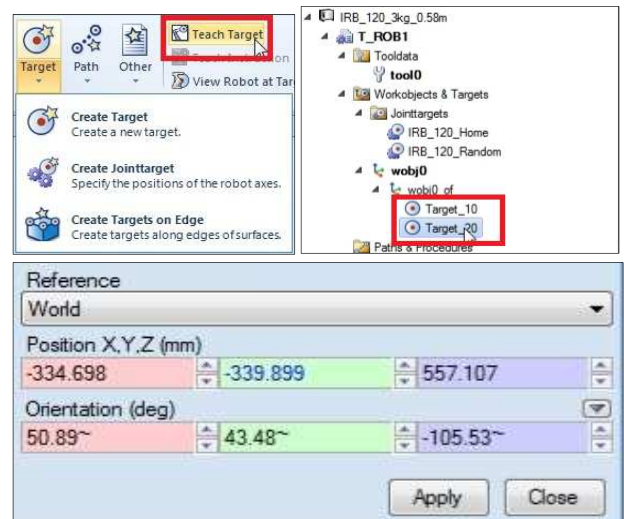 Target
Path
Other
Teach Target
View Robot at Tar
Create Target
Create a new target.
Create Jointtarget
Specify the positions of the robot axes.
Create Targets on Edge
Create targets along edges of surfaces.
IRB_120_3kg_0.58m
T_ROB1
Tooldata
tool0
Workobjects & Targets
Jointtargets
IRB_120_Home
IRB_120_Random
wobj0
wobj0_of
Target_10
Target_20
Paths & Procedures
Reference
World
Position X,Y,Z (mm)
-334.698 -339.899 557.107
Orientation (deg)
50.89~ 43.48~ -105.53~
Apply Close